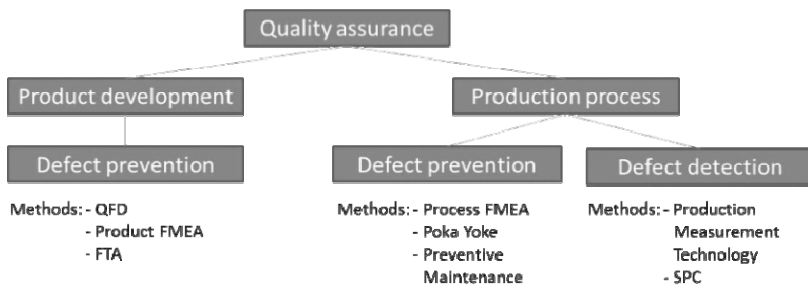 Quality assurance
Product development
Production process
Defect prevention
Defect prevention
Defect detection
Methods: - QFD
- Product FMEA
- FTA
Methods: - Process FMEA
- Poka Yoke
- Preventive
Maintenance
Methods: - Production
Measurement
Technology
- SPC